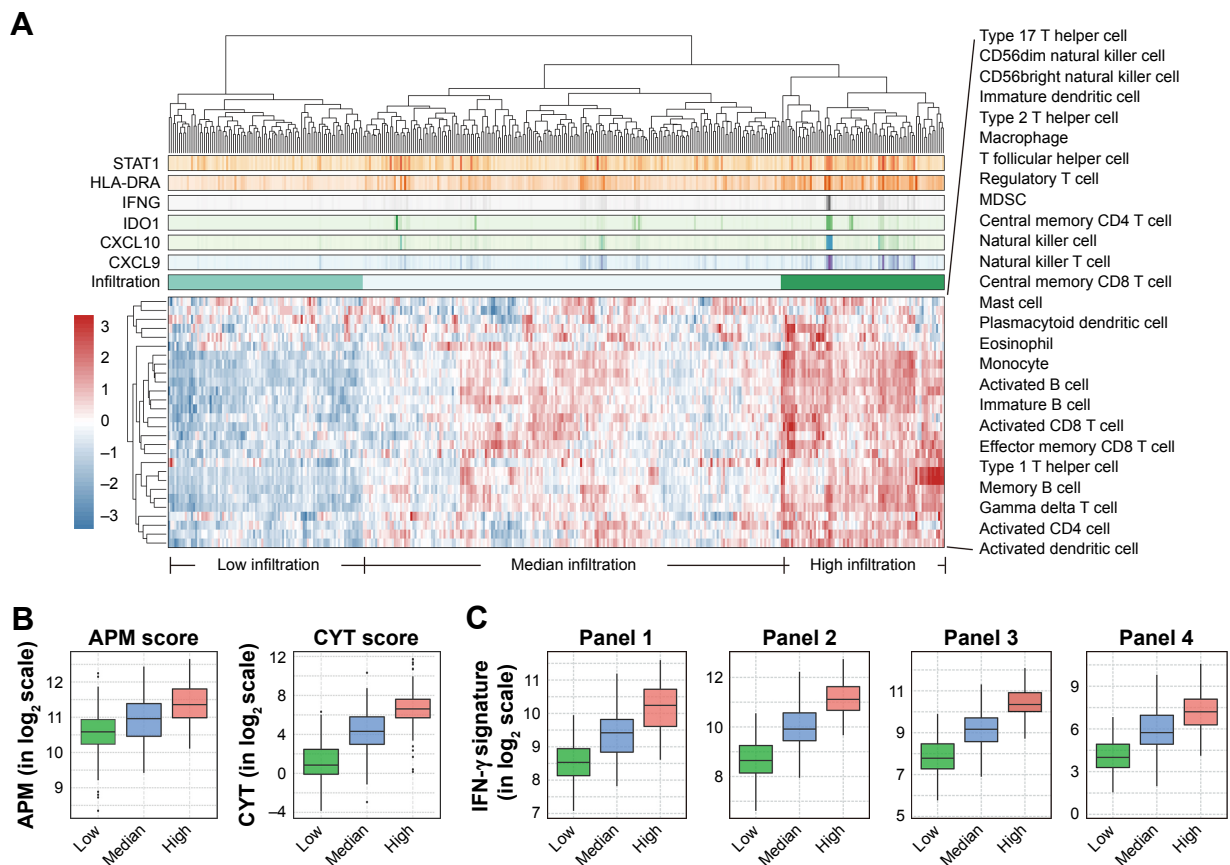 A
Type 17 T helper cell
CD56dim natural killer cell
CD56bright natural killer cell
Immature dendritic cell
Type 2 T helper cell
Macrophage
T follicular helper cell
Regulatory T cell
MDSC
Central memory CD4 T cell
Natural killer cell
Natural killer T cell
Central memory CD8 T cell
Mast cell
Plasmacytoid dendritic cell
Eosinophil
Monocyte
Activated B cell
Immature B cell
Activated CD8 T cell
Effector memory CD8 T cell
Type 1 T helper cell
Memory B cell
Gamma delta T cell
Activated CD4 cell
Activated dendritic cell
STAT1
HLA-DRA
IFNG
IDO1
CXCL10
CXCL9
Infiltration
3
2
1
0
–1
–2
–3
Low infiltration Median infiltration High infiltration
B
APM score
APM (in log2 scale)
12
11
10
9
Low Median High
CYT score
CYT (in log2 scale)
12
8
4
0
–4
Low Median High
C
IFN-γ signature
(in log2 scale)
Panel 1
11
10
9
8
7
Low Median High
Panel 2
12
10
8
Low Median High
Panel 3
11
9
7
5
Low Median High
Panel 4
9
6
3
0
Low Median High